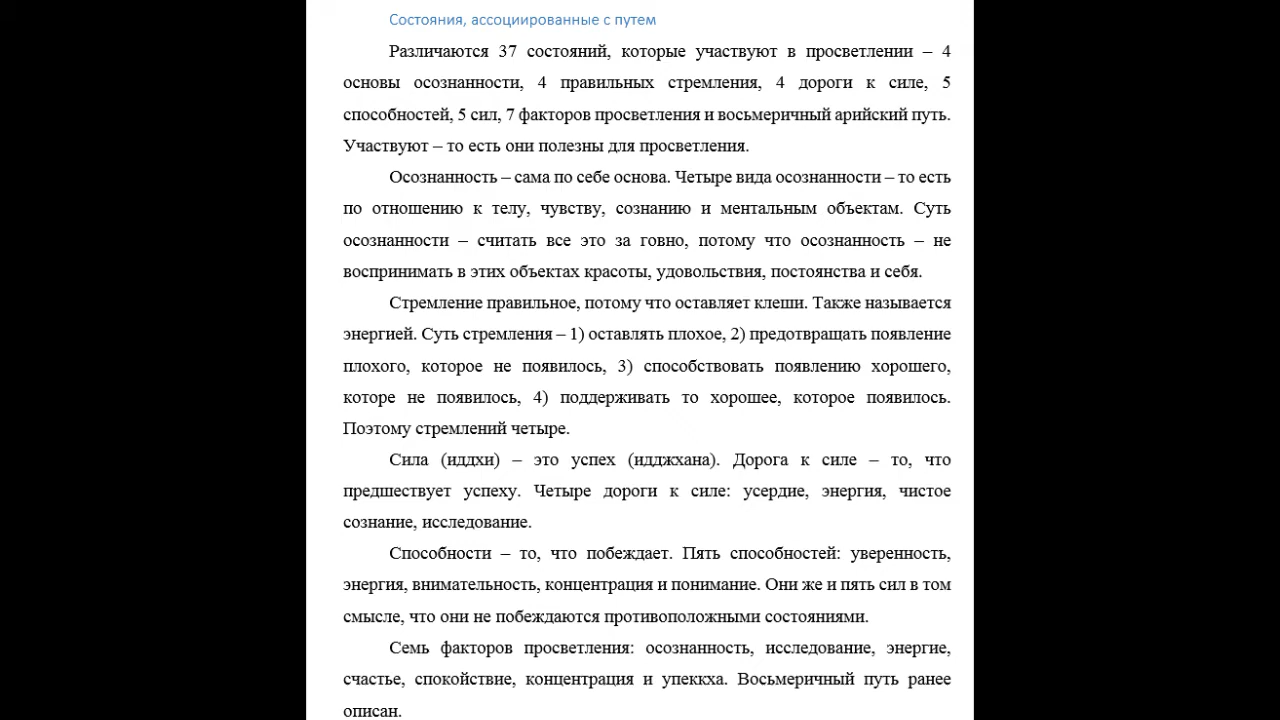 Состояния, ассоциированные с путем
Различаются 37 состояний, которые участвуют в просветлении – 4
основы осознанности, 4 правильных стремления, 4 дороги к силе, 5
способностей, 5 сил, 7 факторов просветления и восьмеричный арийский путь.
Участвуют – то есть они полезны для просветления.
Осознанность – сама по себе основа. Четыре вида осознанности – то есть
по отношению к телу, чувству, сознанию и ментальным объектам. Суть
осознанности – считать все это за говно, потому что осознанность – не
воспринимать в этих объектах красоты, удовольствия, постоянства и себя.
Стремление правильное, потому что оставляет клеши. Также называется
энергией. Суть стремления – 1) оставлять плохое, 2) предотвращать появление
плохого, которое не появилось, 3) способствовать появлению хорошего,
которе не появилось, 4) поддерживать то хорошее, которое появилось.
Поэтому стремлений четыре.
Сила (иддхи) – это успех (идджхана). Дорога к силе – то, что
предшествует успеху. Четыре дороги к силе: усердие, энергия, чистое
сознание, исследование.
Способности – то, что побеждает. Пять способностей: уверенность,
энергия, внимательность, концентрация и понимание. Они же и пять сил в том
смысле, что они не побеждаются противоположными состояниями.
Семь факторов просветления: осознанность, исследование, энергие,
счастье, спокойствие, концентрация и упеккха. Восьмеричный путь ранее
описан.